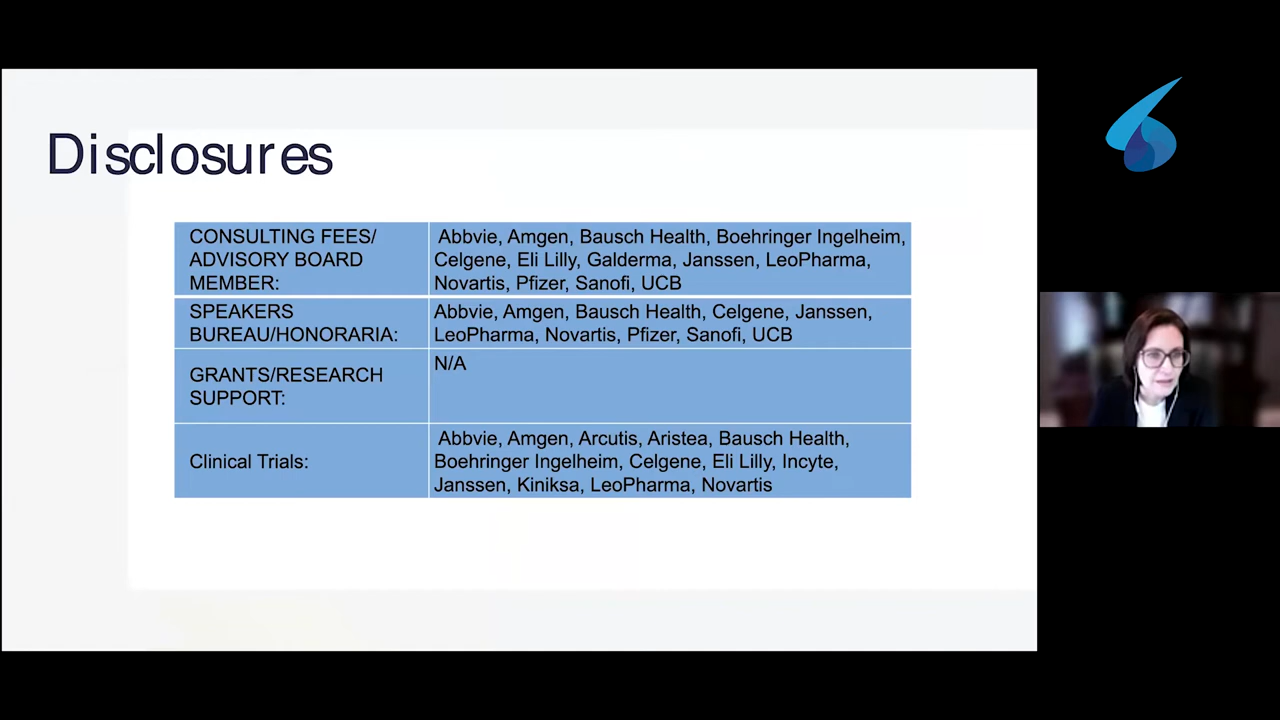 Disclosures
CONSULTING FEES/
ADVISORY BOARD
MEMBER:
Abbvie, Amgen, Bausch Health, Boehringer Ingelheim,
Celgene, Eli Lilly, Galderma, Janssen, LeoPharma,
Novartis, Pfizer, Sanofi, UCB
SPEAKERS
BUREAU/HONORARIA:
Abbvie, Amgen, Bausch Health, Celgene, Janssen,
LeoPharma, Novartis, Pfizer, Sanofi, UCB
GRANTS/RESEARCH
SUPPORT:
N/A
Clinical Trials:
Abbvie, Amgen, Arcutis, Aristea, Bausch Health,
Boehringer Ingelheim, Celgene, Eli Lilly, Incyte,
Janssen, Kiniksa, LeoPharma, Novartis